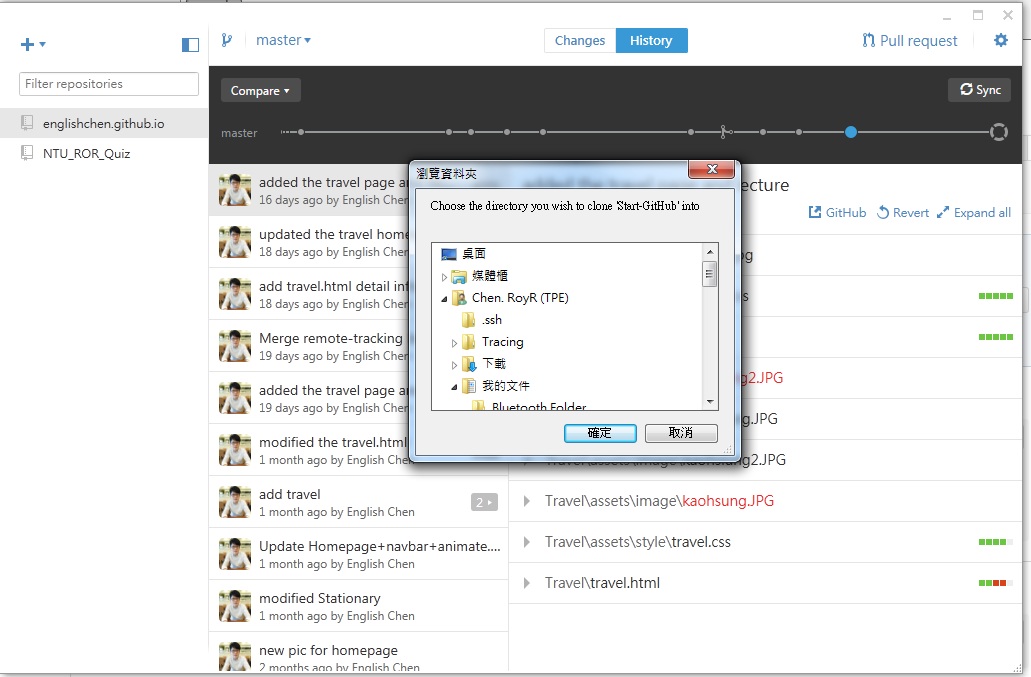 master
Changes
History
Pull request
Filter repositories
Compare
Sync
englishchen.github.io
NTU_ROR_Quiz
master
瀏覽資料夾
Choose the directory you wish to clone 'Start-GitHub' into
桌面
媒體櫃
Chen. RoyR (TPE)
.ssh
Tracing
下載
我的文件
Bluetooth Folder
確定
取消
added the travel page a
16 days ago by English Chen
updated the travel home
18 days ago by English Chen
add travel.html detail in
18 days ago by English Chen
Merge remote-tracking
19 days ago by English Chen
added the travel page a
19 days ago by English Chen
modified the travel.html
1 month ago by English Chen
add travel
1 month ago by English Chen
2
Update Homepage+navbar+animate....
1 month ago by English Chen
modified Stationary
1 month ago by English Chen
new pic for homepage
2 months ago by English Chen
ecture
GitHub
Revert
Expand all
g2.JPG
g.JPG
Travel\assets\image\kaohsiung2.JPG
Travel\assets\image\kaohsung.JPG
Travel\assets\style\travel.css
Travel\travel.html